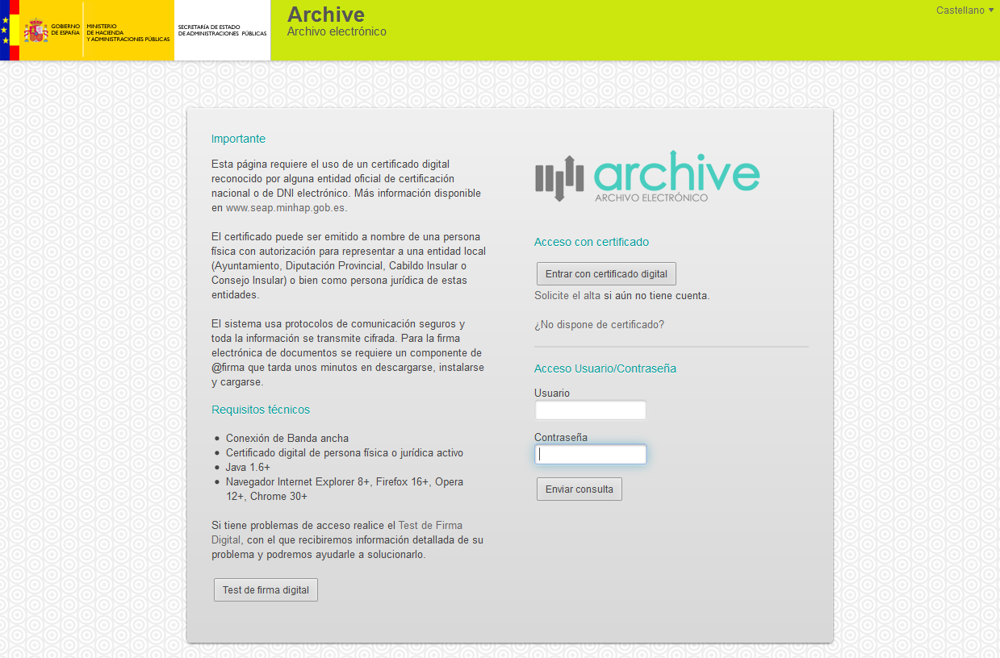 GOBIERNO
DE ESPAÑA
MINISTERIO
DE HACIENDA
Y ADMINISTRACIONES PÚBLICAS
SECRETARÍA DE ESTADO
DE ADMINISTRACIONES PÚBLICAS
Archive
Archivo electrónico
Castellano
Importante
Esta página requiere el uso de un certificado digital
reconocido por alguna entidad oficial de certificación
nacional o de DNI electrónico. Más información disponible
en www.seap.minhap.gob.es.
El certificado puede ser emitido a nombre de una persona
física con autorización para representar a una entidad local
(Ayuntamiento, Diputación Provincial, Cabildo Insular o
Consejo Insular) o bien como persona jurídica de estas
entidades.
El sistema usa protocolos de comunicación seguros y
toda la información se transmite cifrada. Para la firma
electrónica de documentos se requiere un componente de
@firma que tarda unos minutos en descargarse, instalarse
y cargarse.
Requisitos técnicos
Conexión de Banda ancha
Certificado digital de persona física o jurídica activo
Java 1.6+
Navegador Internet Explorer 8+, Firefox 16+, Opera
12+, Chrome 30+
Si tiene problemas de acceso realice el Test de Firma
Digital, con el que recibiremos información detallada de su
problema y podremos ayudarle a solucionarlo.
Test de firma digital
archive
ARCHIVO ELECTRÓNICO
Acceso con certificado
Entrar con certificado digital
Solicite el alta si aún no tiene cuenta.
¿No dispone de certificado?
Acceso Usuario/Contraseña
Usuario
Contraseña
Enviar consulta